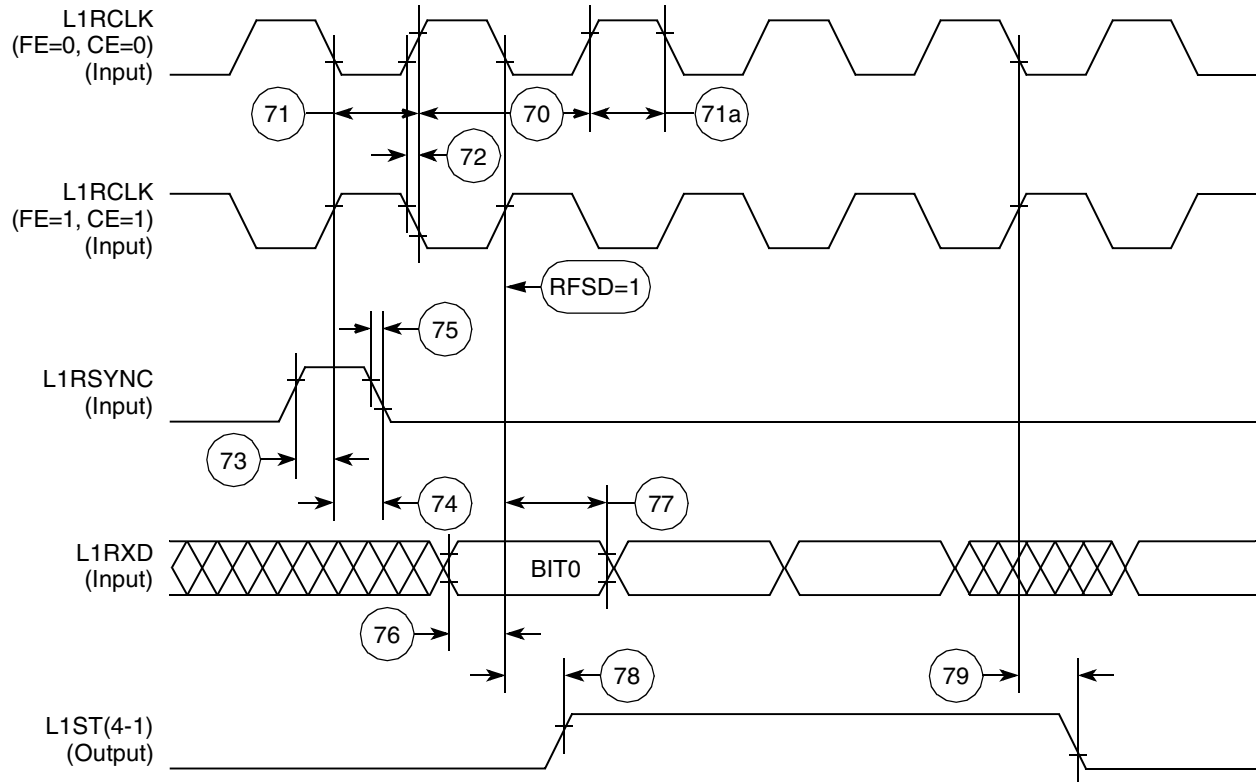 L1RCLK
(FE=0, CE=0)
(Input)
71
70
71a
72
L1RCLK
(FE=1, CE=1)
(Input)
RFSD=1
75
L1RSYNC
(Input)
73
74
77
L1RXD
(Input)
BIT0
76
78
79
L1ST(4-1)
(Output)